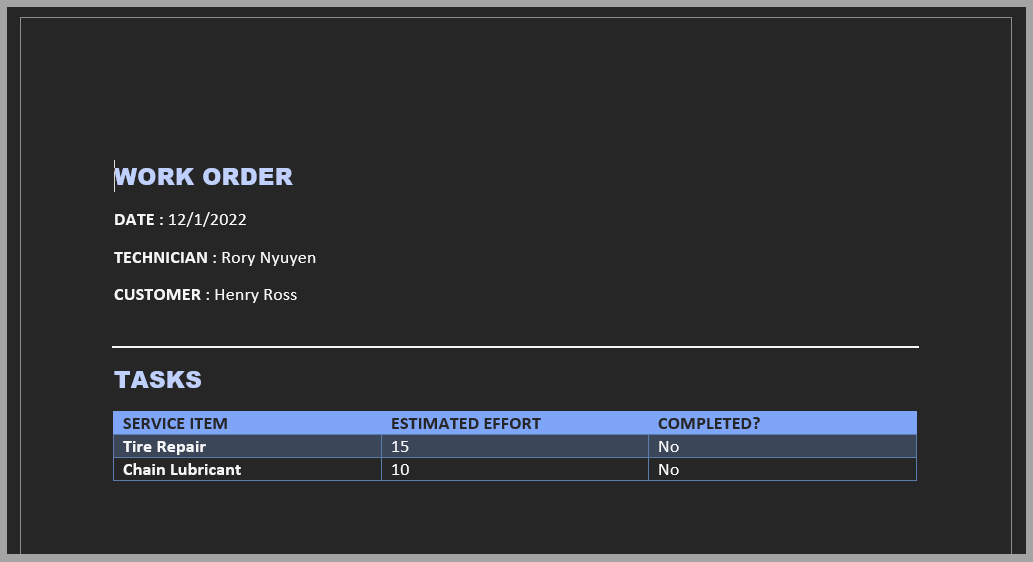 WORK ORDER
DATE : 12/1/2022
TECHNICIAN : Rory Nyuyen
CUSTOMER : Henry Ross
TASKS
SERVICE ITEM ESTIMATED EFFORT COMPLETED?
Tire Repair 15 No
Chain Lubricant 10 No